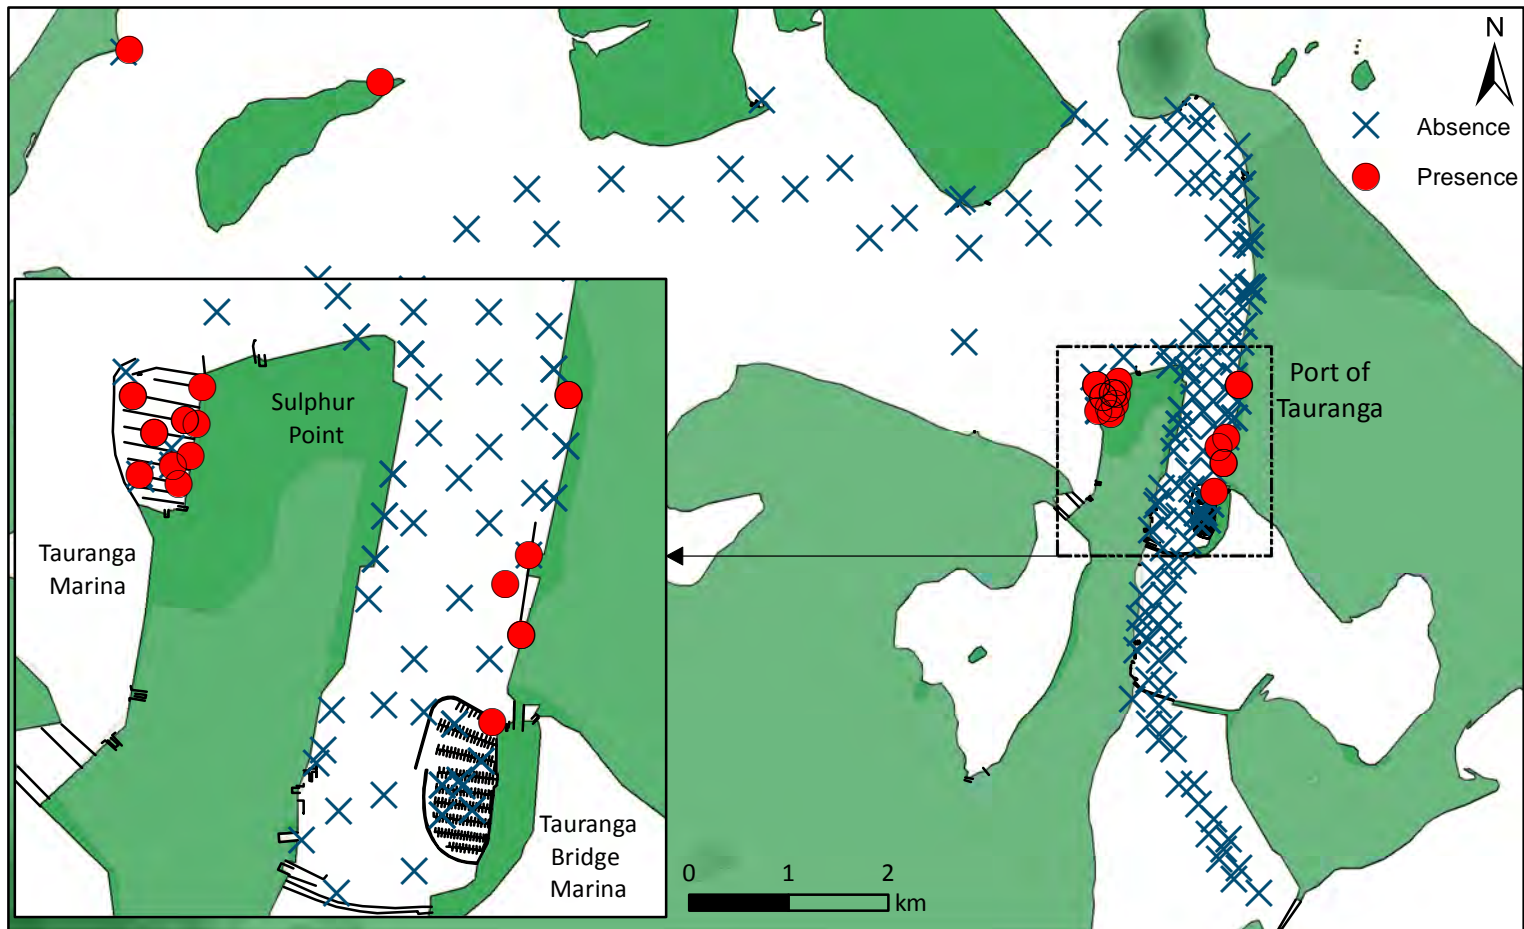 N
Absence
Presence
Port of
Tauranga
Sulphur
Point
Tauranga
Marina
Tauranga
Bridge
Marina
0 1 2
km